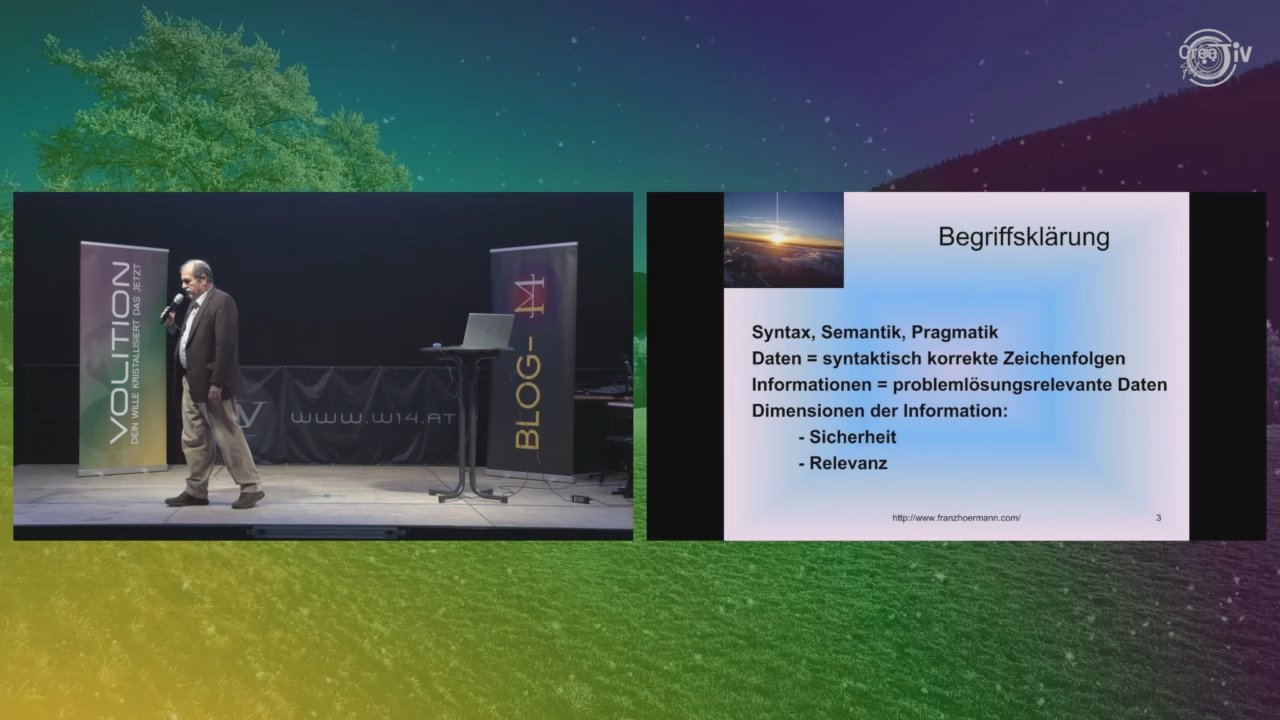 Creativ
VOLITION
DEIN WILLE KRISTALLISIERT DAS JETZT
WWW.W14.AT
BLOG-
Begriffsklärung
Syntax, Semantik, Pragmatik
Daten = syntaktisch korrekte Zeichenfolgen
Informationen = problemlösungsrelevante Daten
Dimensionen der Information:
- Sicherheit
- Relevanz
http://www.franzhoermann.com/
3